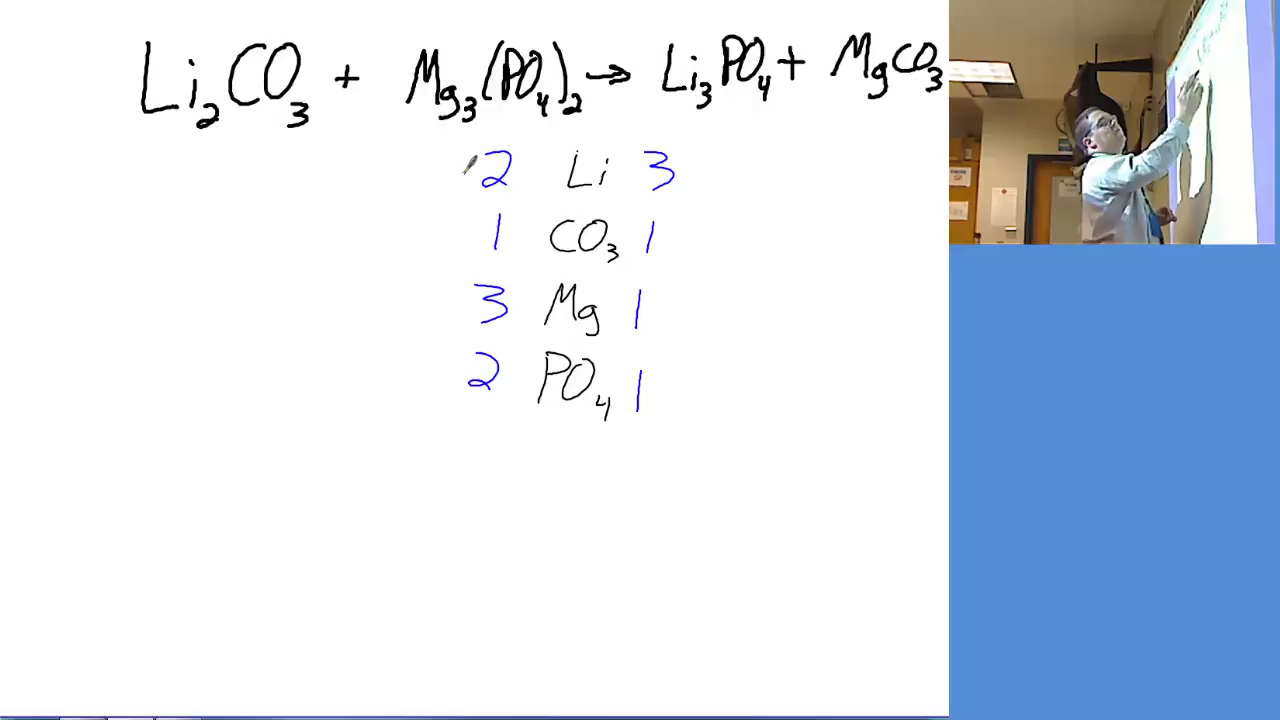 Li₂CO₃ + Mg₃(PO₄)₂ → Li₃PO₄ + MgCO₃
2 Li 3
1 CO₃ 1
3 Mg 1
2 PO₄ 1